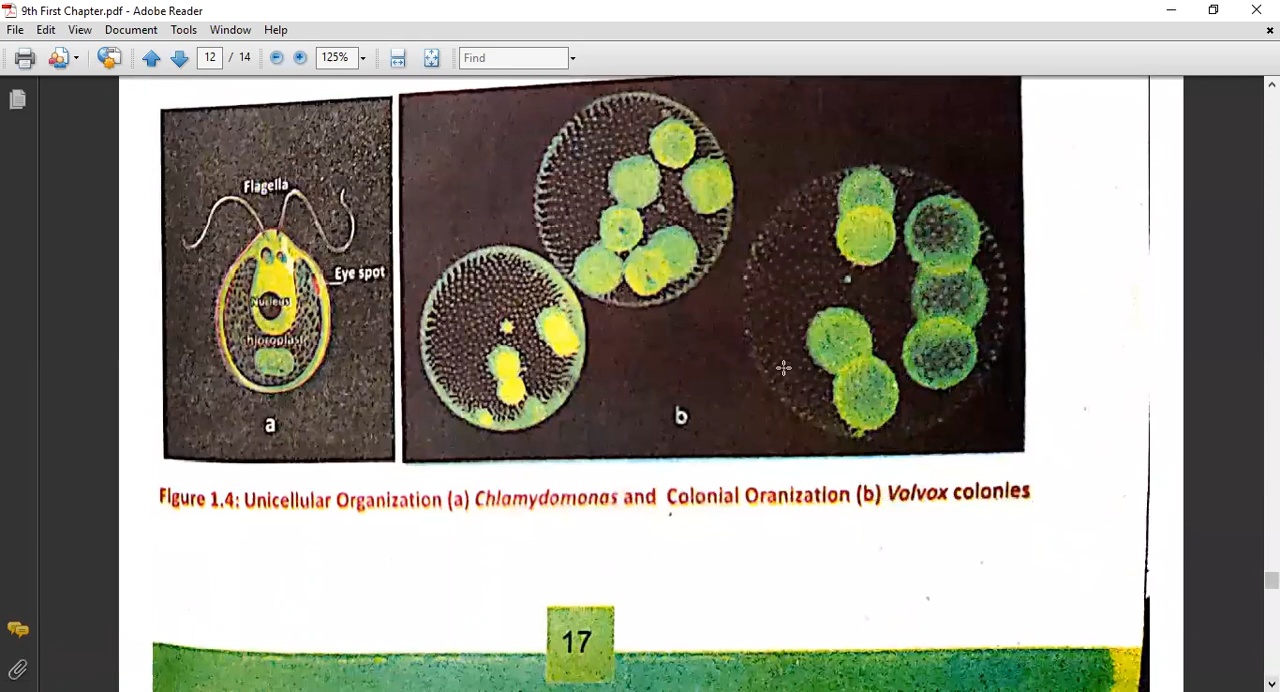 9th First Chapter.pdf - Adobe Reader
File Edit View Document Tools Window Help
12 / 14 125% Find
Flagella
Eye spot
Nucleus
Chloroplast
a
b
Figure 1.4: Unicellular Organization (a) Chlamydomonas and Colonial Oranization (b) Volvox colonies
17